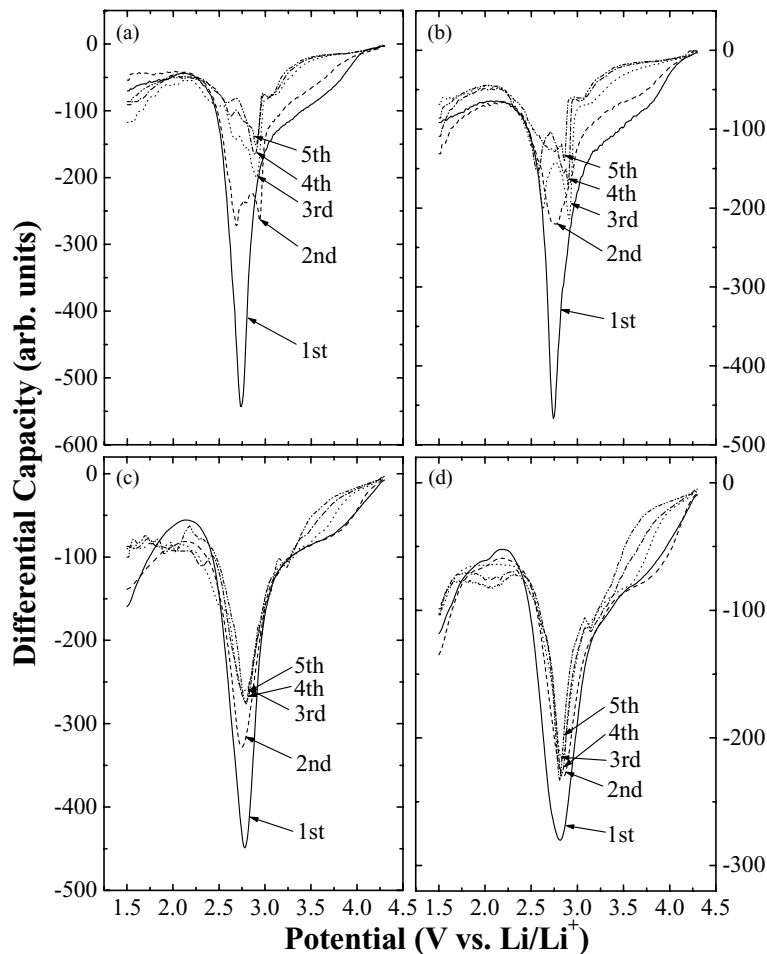 (a)
0
-100
-200
-300
-400
-500
-600
5th
4th
3rd
2nd
1st
(b)
0
-100
-200
-300
-400
-500
5th
4th
3rd
2nd
1st
(c)
0
-100
-200
-300
-400
-500
5th
4th
3rd
2nd
1st
1.5 2.0 2.5 3.0 3.5 4.0 4.5
(d)
0
-100
-200
-300
5th
4th
3rd
2nd
1st
1.5 2.0 2.5 3.0 3.5 4.0 4.5
Differential Capacity (arb. units)
Potential (V vs. Li/Li+)